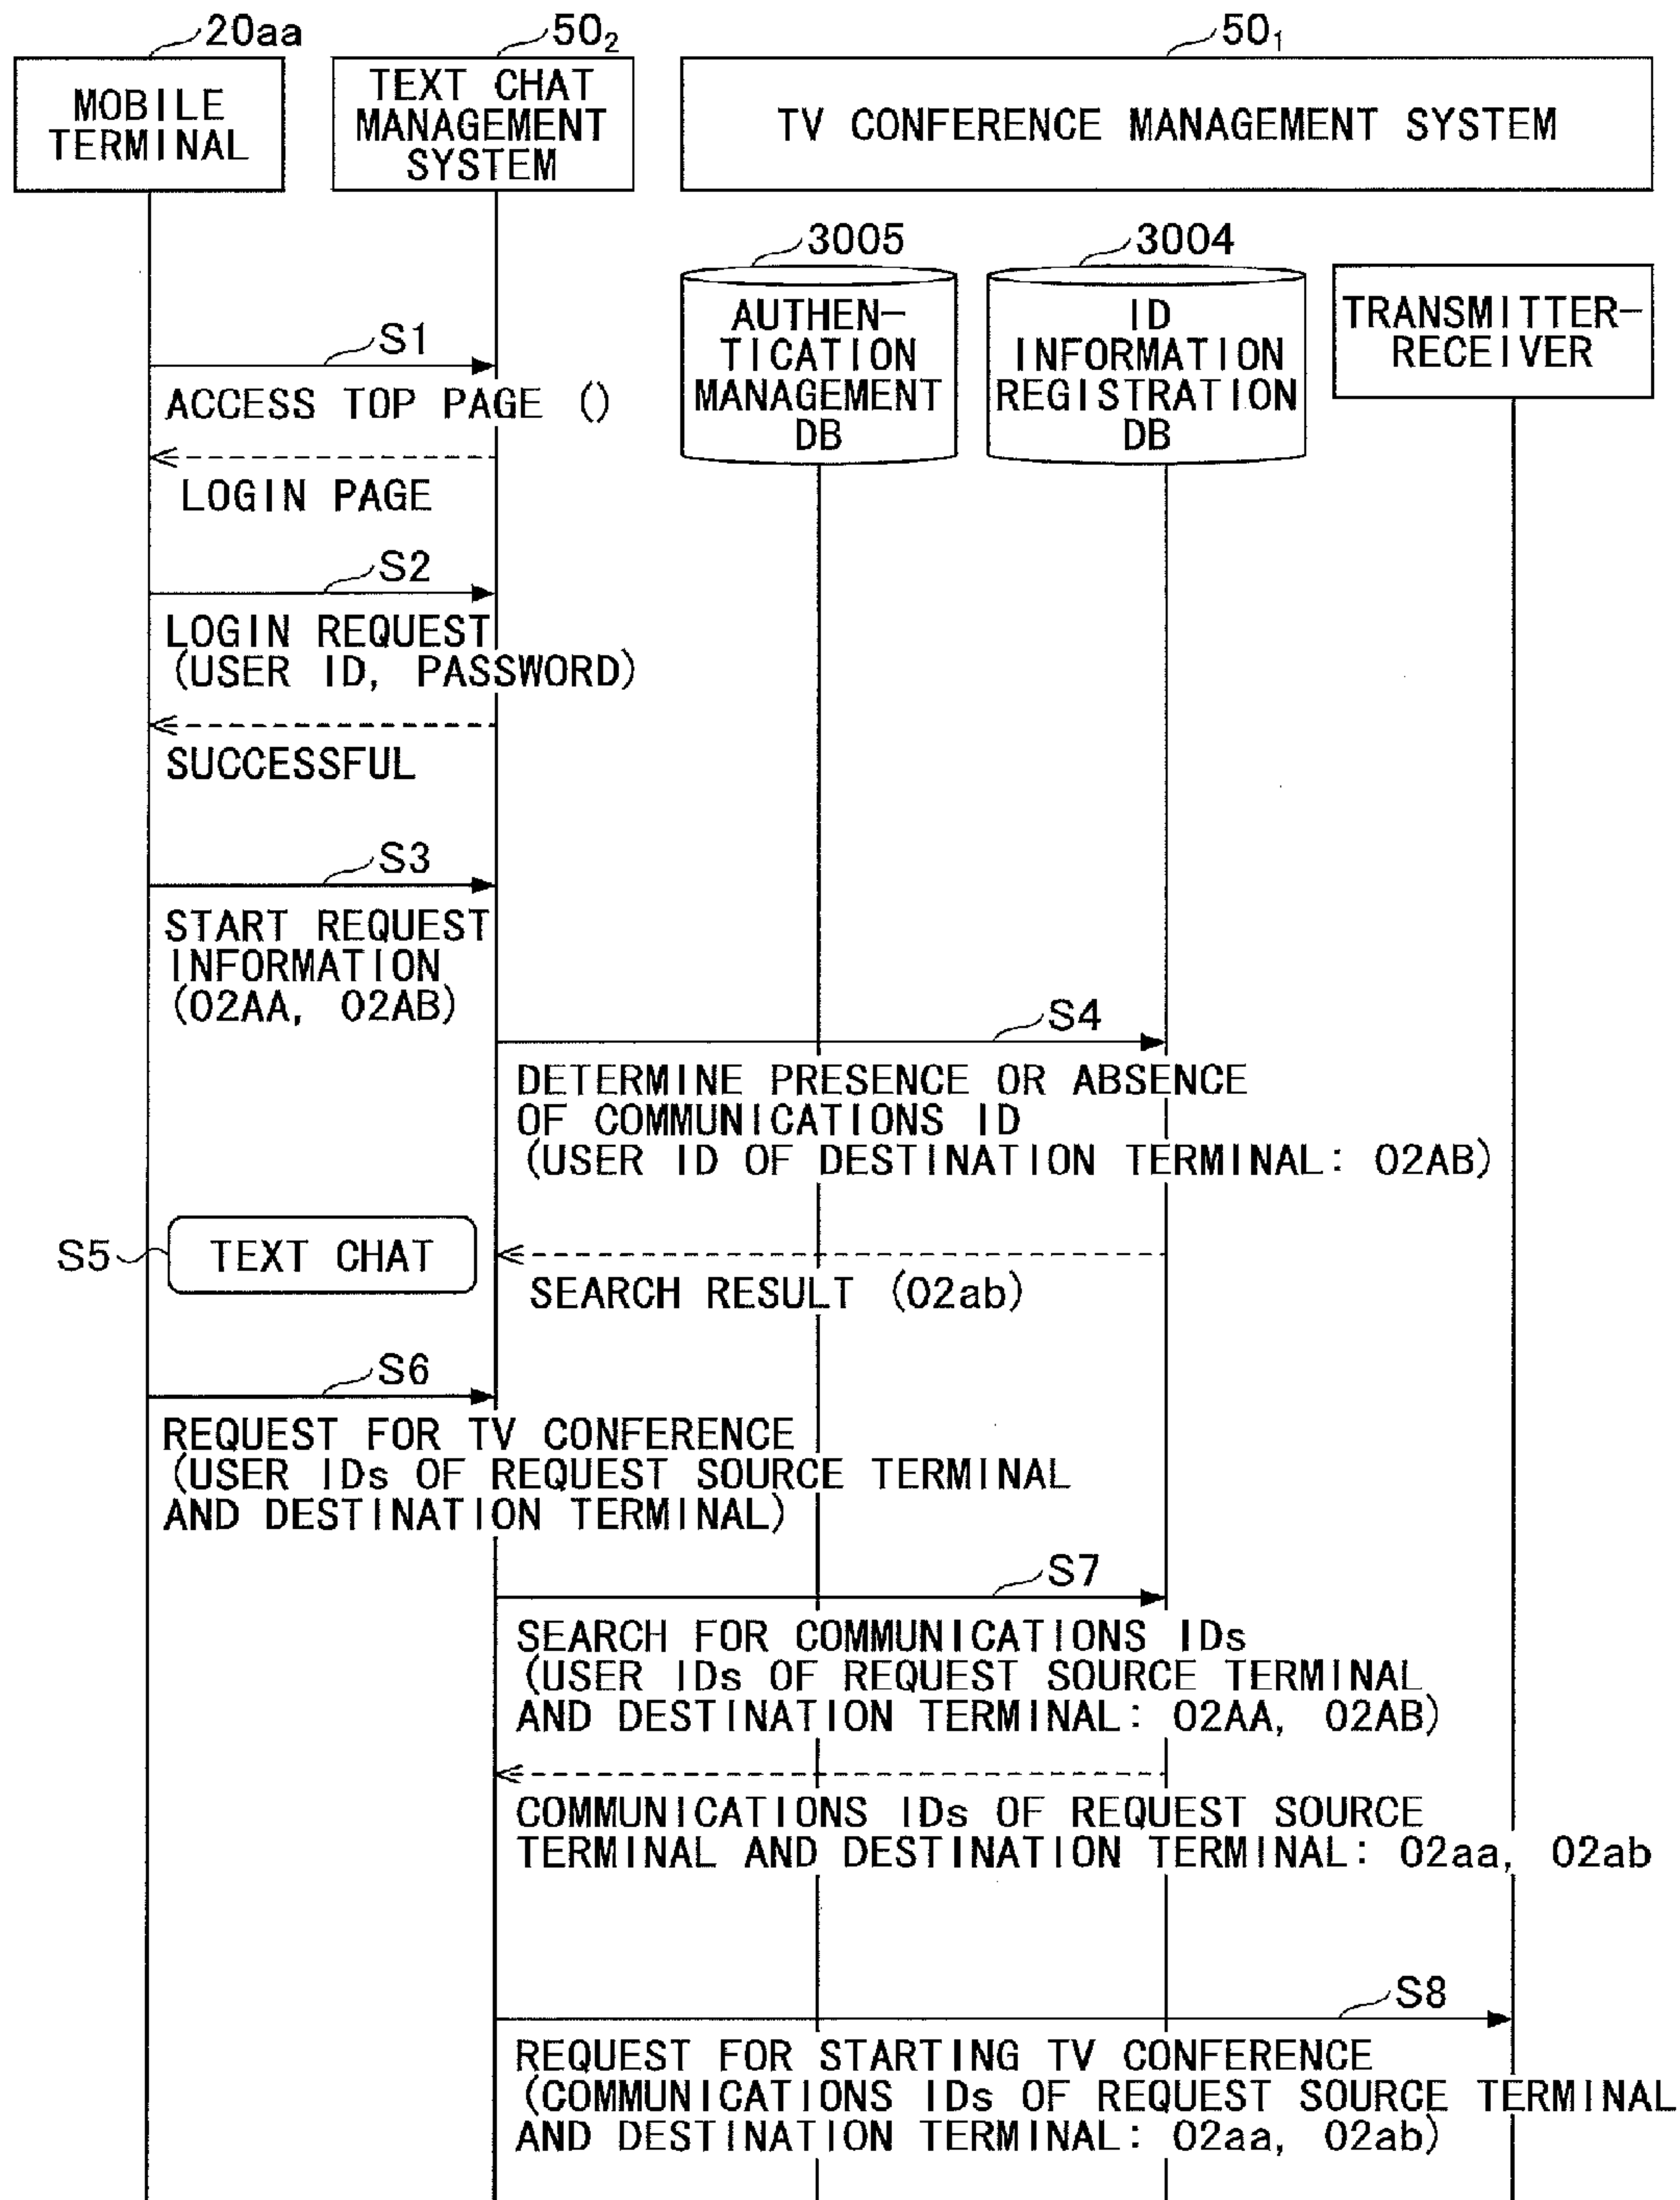 20aa
50₂
50₁
MOBILE
TERMINAL
TEXT CHAT
MANAGEMENT
SYSTEM
TV CONFERENCE MANAGEMENT SYSTEM
3005
3004
AUTHEN-
TICATION
MANAGEMENT
DB
ID
INFORMATION
REGISTRATION
DB
TRANSMITTER-
RECEIVER
S1
ACCESS TOP PAGE ()
LOGIN PAGE
S2
LOGIN REQUEST
(USER ID, PASSWORD)
SUCCESSFUL
S3
START REQUEST
INFORMATION
(02AA, 02AB)
S4
DETERMINE PRESENCE OR ABSENCE
OF COMMUNICATIONS ID
(USER ID OF DESTINATION TERMINAL: 02AB)
S5
TEXT CHAT
SEARCH RESULT (02ab)
S6
REQUEST FOR TV CONFERENCE
(USER IDs OF REQUEST SOURCE TERMINAL
AND DESTINATION TERMINAL)
S7
SEARCH FOR COMMUNICATIONS IDs
(USER IDs OF REQUEST SOURCE TERMINAL
AND DESTINATION TERMINAL: 02AA, 02AB)
COMMUNICATIONS IDs OF REQUEST SOURCE
TERMINAL AND DESTINATION TERMINAL: 02aa, 02ab
S8
REQUEST FOR STARTING TV CONFERENCE
(COMMUNICATIONS IDs OF REQUEST SOURCE TERMINAL
AND DESTINATION TERMINAL: 02aa, 02ab)